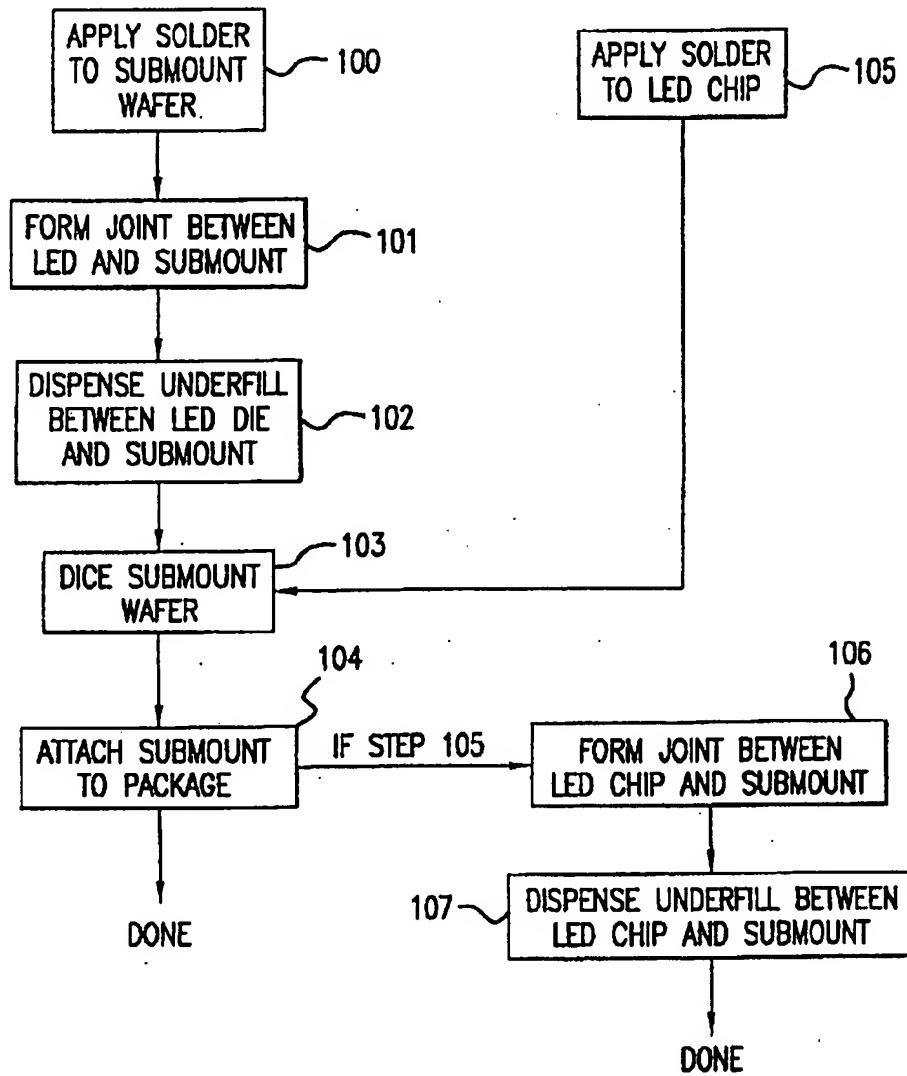 APPLY SOLDER
TO SUBMOUNT
WAFER
100
APPLY SOLDER
TO LED CHIP
105
FORM JOINT BETWEEN
LED AND SUBMOUNT
101
DISPENSE UNDERFILL
BETWEEN LED DIE
AND SUBMOUNT
102
DICE SUBMOUNT
WAFER
103
ATTACH SUBMOUNT
TO PACKAGE
104
IF STEP 105
FORM JOINT BETWEEN
LED CHIP AND SUBMOUNT
106
DISPENSE UNDERFILL BETWEEN
LED CHIP AND SUBMOUNT
107
DONE
DONE